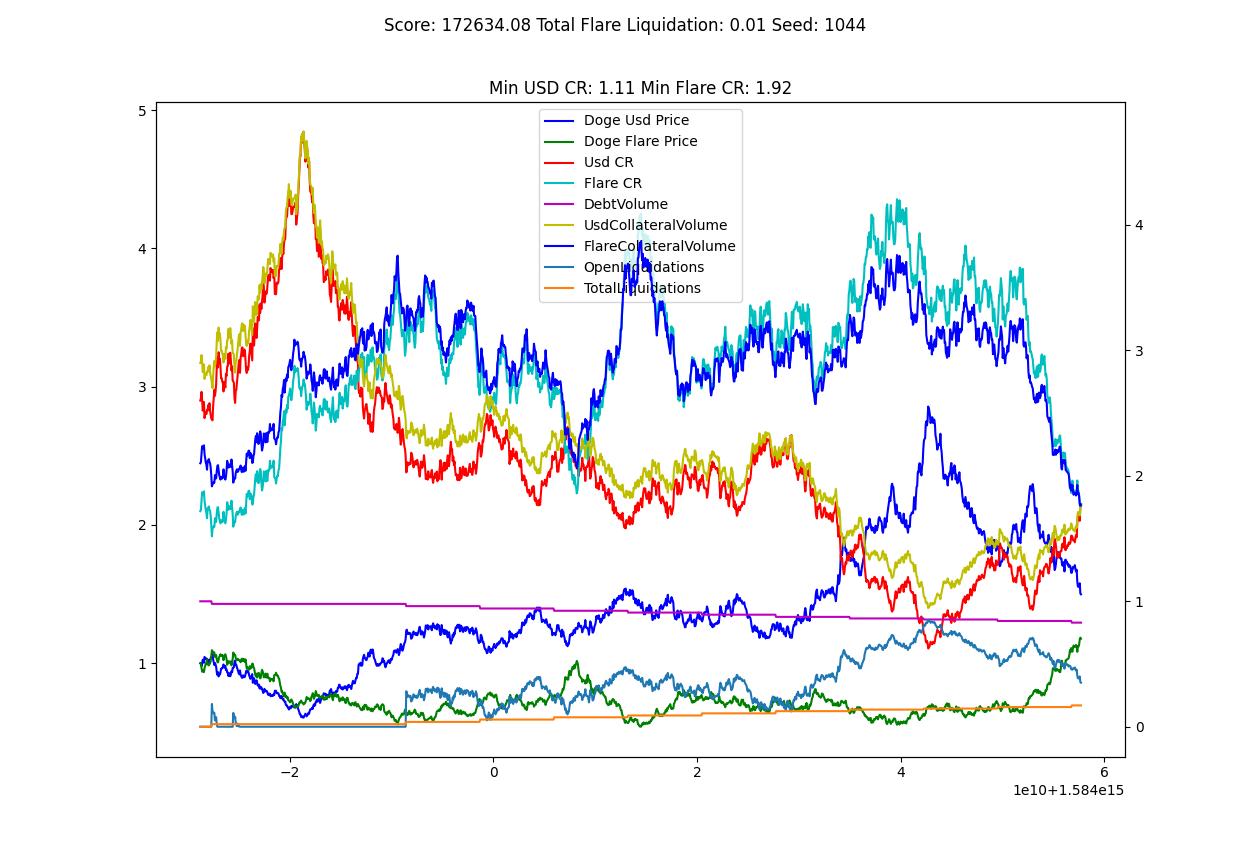 Score: 172634.08 Total Flare Liquidation: 0.01 Seed: 1044
Min USD CR: 1.11 Min Flare CR: 1.92
5
4
3
2
1
Doge Usd Price
Doge Flare Price
Usd CR
Flare CR
DebtVolume
UsdCollateralVolume
FlareCollateralVolume
OpenLiquidations
TotalLiquidations
4
3
2
1
0
−2
0
2
4
6
1e10+1.584e15